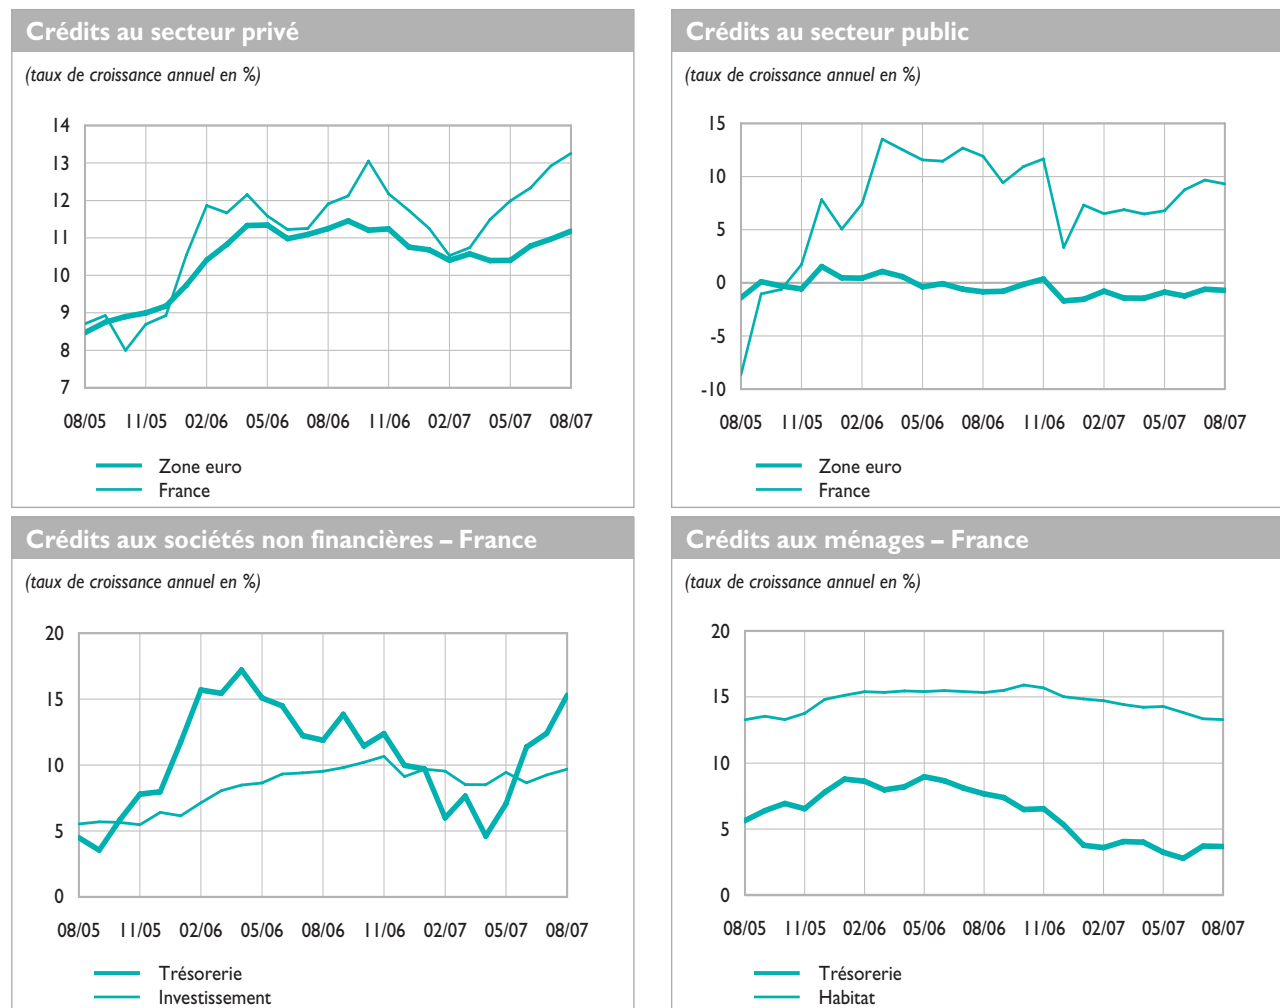 Crédits au secteur privé
(taux de croissance annuel en %)
14
13
12
11
10
9
8
7
08/05 11/05 02/06 05/06 08/06 11/06 02/07 05/07 08/07
Zone euro
France
Crédits au secteur public
(taux de croissance annuel en %)
15
10
5
0
-5
-10
08/05 11/05 02/06 05/06 08/06 11/06 02/07 05/07 08/07
Zone euro
France
Crédits aux sociétés non financières – France
(taux de croissance annuel en %)
20
15
10
5
0
08/05 11/05 02/06 05/06 08/06 11/06 02/07 05/07 08/07
Trésorerie
Investissement
Crédits aux ménages – France
(taux de croissance annuel en %)
20
15
10
5
0
08/05 11/05 02/06 05/06 08/06 11/06 02/07 05/07 08/07
Trésorerie
Habitat